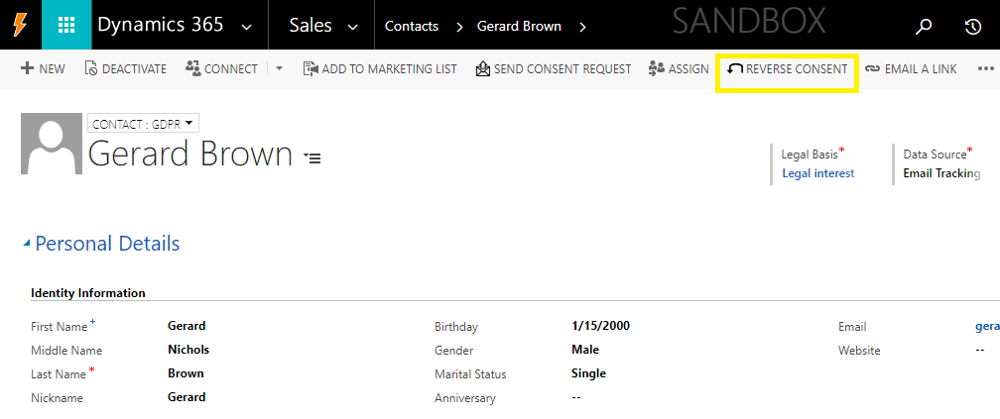 Dynamics 365 Sales Contacts Gerard Brown SANDBOX
NEW DEACTIVATE CONNECT ADD TO MARKETING LIST SEND CONSENT REQUEST ASSIGN REVERSE CONSENT EMAIL A LINK ...
CONTACT : GDPR
Gerard Brown
Legal Basis* Data Source*
Legal interest Email Tracking
Personal Details
Identity Information
First Name+ Gerard Birthday 1/15/2000 Email gera
Middle Name Nichols Gender Male Website --
Last Name* Brown Marital Status Single
Nickname Gerard Anniversary --